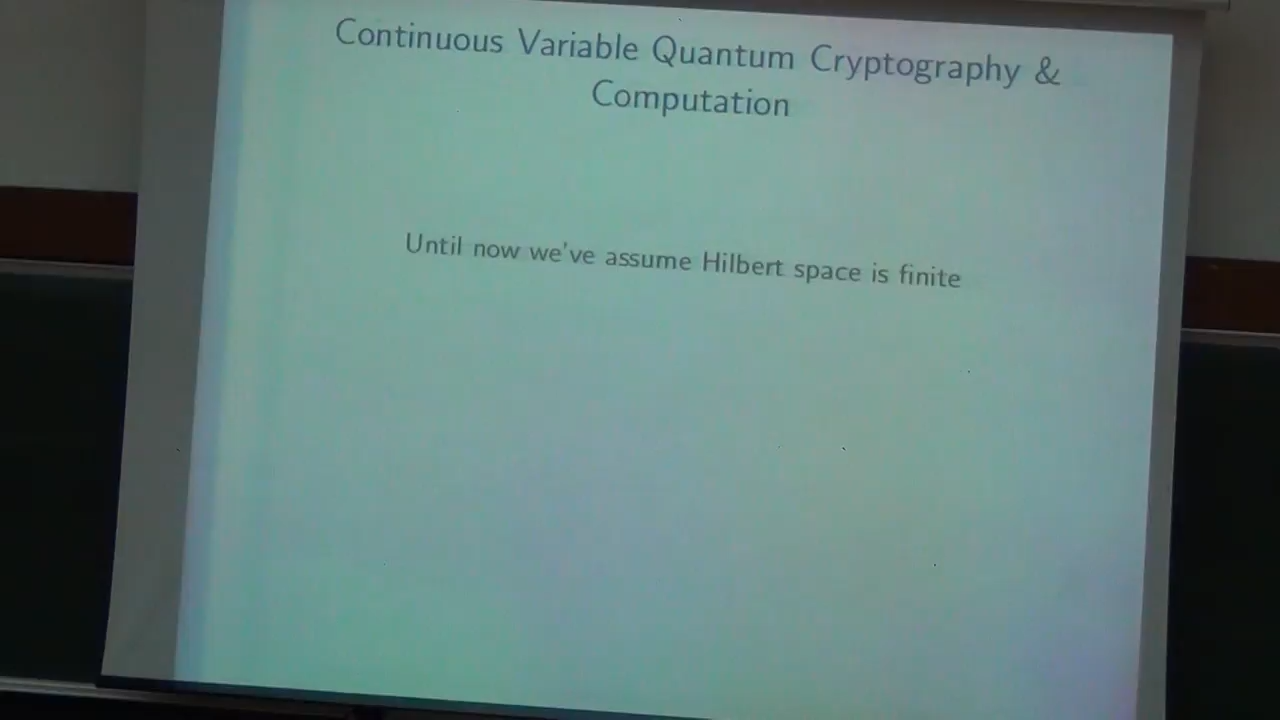 Continuous Variable Quantum Cryptography &
Computation
Until now we've assume Hilbert space is finite